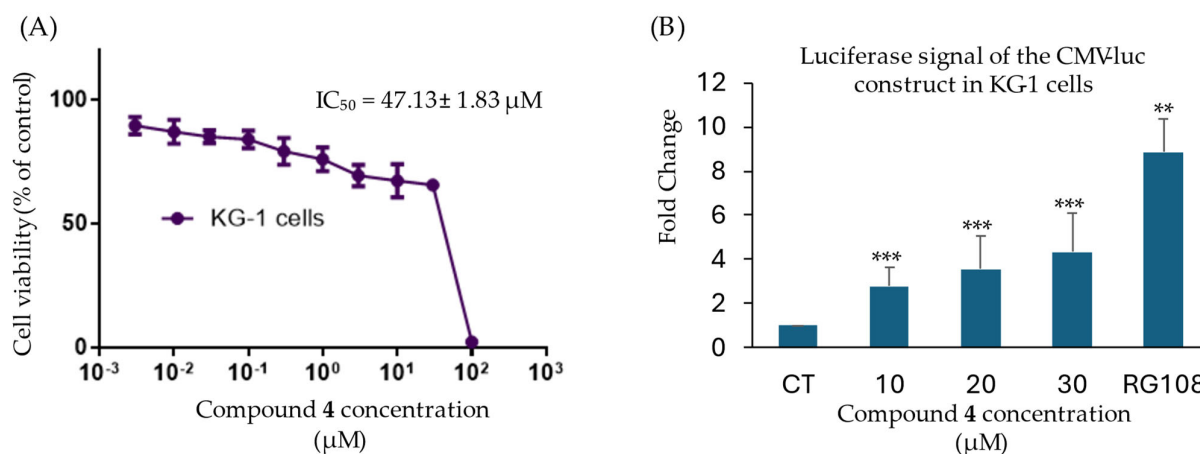 (A)
IC₅₀ = 47.13± 1.83 µM
Cell viability (% of control)
100
50
0
KG-1 cells
10⁻³ 10⁻² 10⁻¹ 10⁰ 10¹ 10² 10³
Compound 4 concentration
(µM)
(B)
Luciferase signal of the CMV-luc
construct in KG1 cells
Fold Change
12
10
8
6
4
2
0
***
***
***
**
CT 10 20 30 RG108
Compound 4 concentration
(µM)